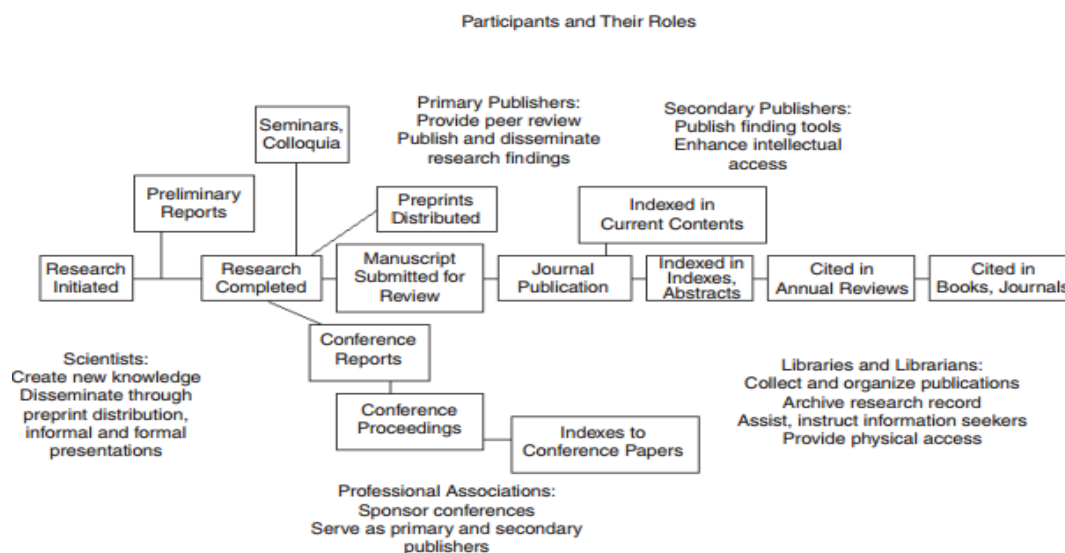 Participants and Their Roles
Primary Publishers:
Provide peer review
Publish and disseminate
research findings
Secondary Publishers:
Publish finding tools
Enhance intellectual
access
Seminars,
Colloquia
Preliminary
Reports
Preprints
Distributed
Indexed in
Current Contents
Research
Initiated
Research
Completed
Manuscript
Submitted for
Review
Journal
Publication
Indexed in
Indexes,
Abstracts
Cited in
Annual Reviews
Cited in
Books, Journals
Conference
Reports
Scientists:
Create new knowledge
Disseminate through
preprint distribution,
informal and formal
presentations
Libraries and Librarians:
Collect and organize publications
Archive research record
Assist, instruct information seekers
Provide physical access
Conference
Proceedings
Indexes to
Conference Papers
Professional Associations:
Sponsor conferences
Serve as primary and secondary
publishers